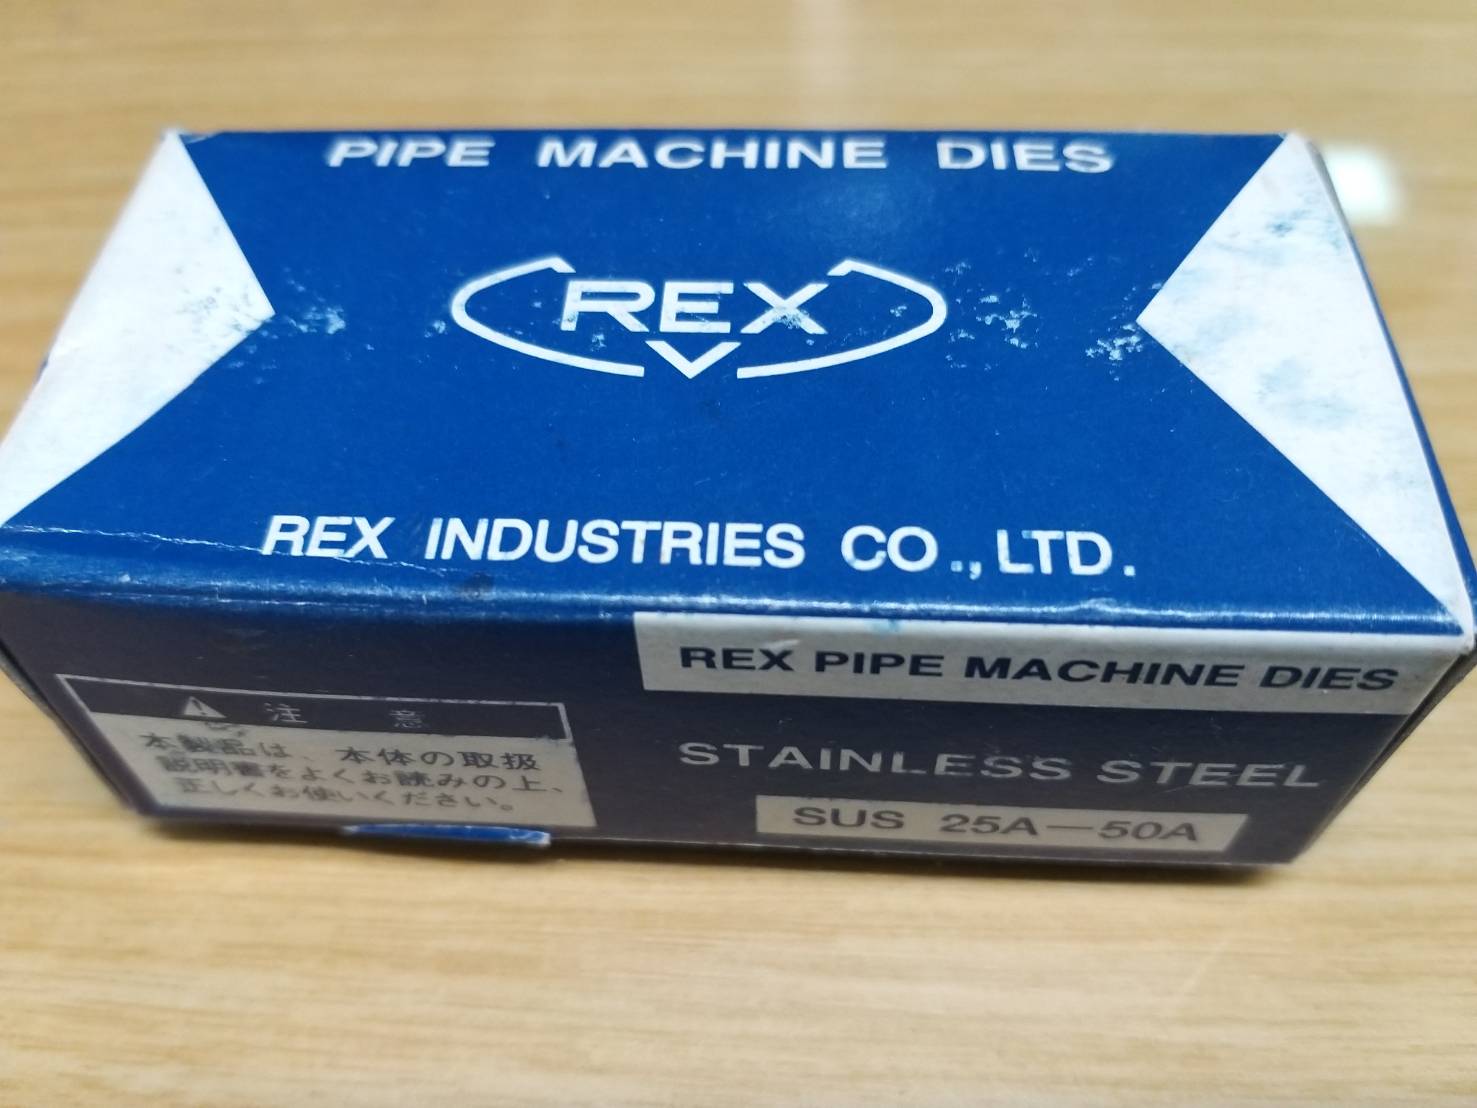 PIPE MACHINE DIES
REX
REX INDUSTRIES CO., LTD.
REX PIPE MACHINE DIES
STAINLESS STEEL
SUS 25A-50A
注 意
本製品は、本体の取扱
説明書をよくお読みの上、
正しくお使いください。